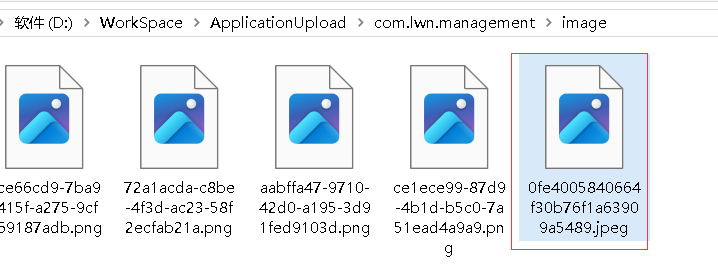 软件 (D:) > WorkSpace > ApplicationUpload > com.lwn.management > image
ce66cd9-7ba9
415f-a275-9cf
59187adb.png
72a1acda-c8be
-4f3d-ac23-58f
2ecfab21a.png
aabffa47-9710-
42d0-a195-3d9
1fed9103d.png
ce1ece99-87d9
-4b1d-b5c0-7a
51ead4a9a9.pn
g
0fe4005840664
f30b76f1a6390
9a5489.jpeg